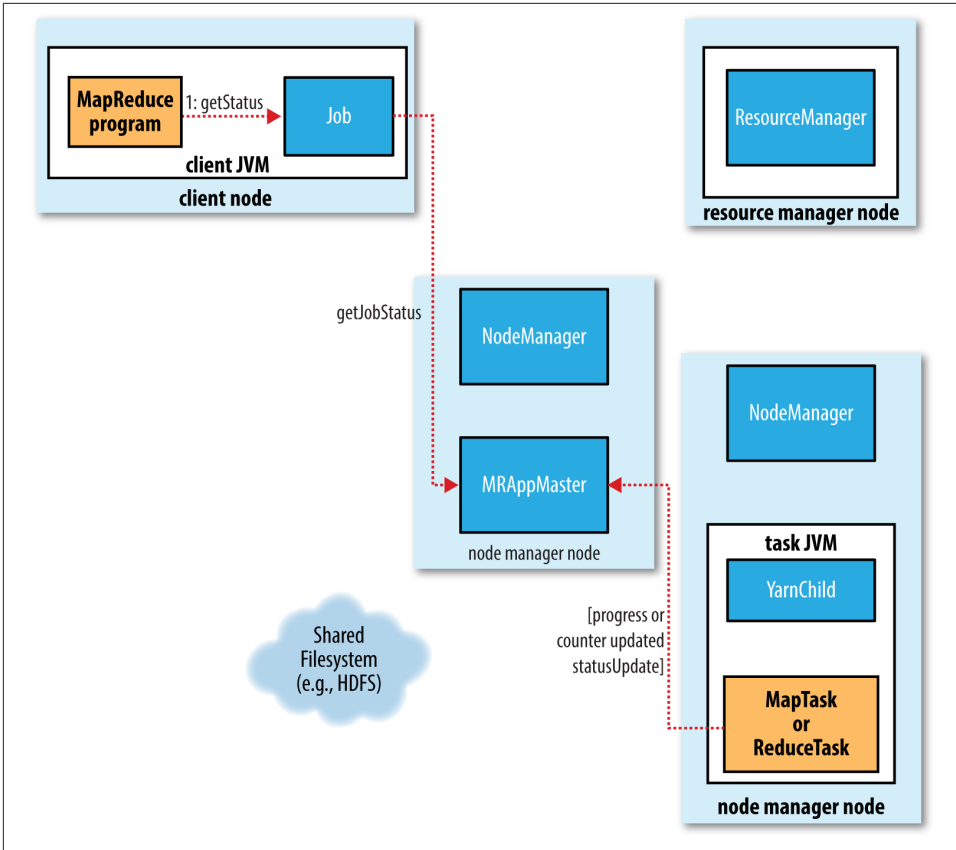 MapReduce
program
1: getStatus
Job
client JVM
client node
ResourceManager
resource manager node
getJobStatus
NodeManager
MRAppMaster
node manager node
NodeManager
task JVM
YarnChild
MapTask
or
ReduceTask
node manager node
[progress or
counter updated
statusUpdate]
Shared
Filesystem
(e.g., HDFS)